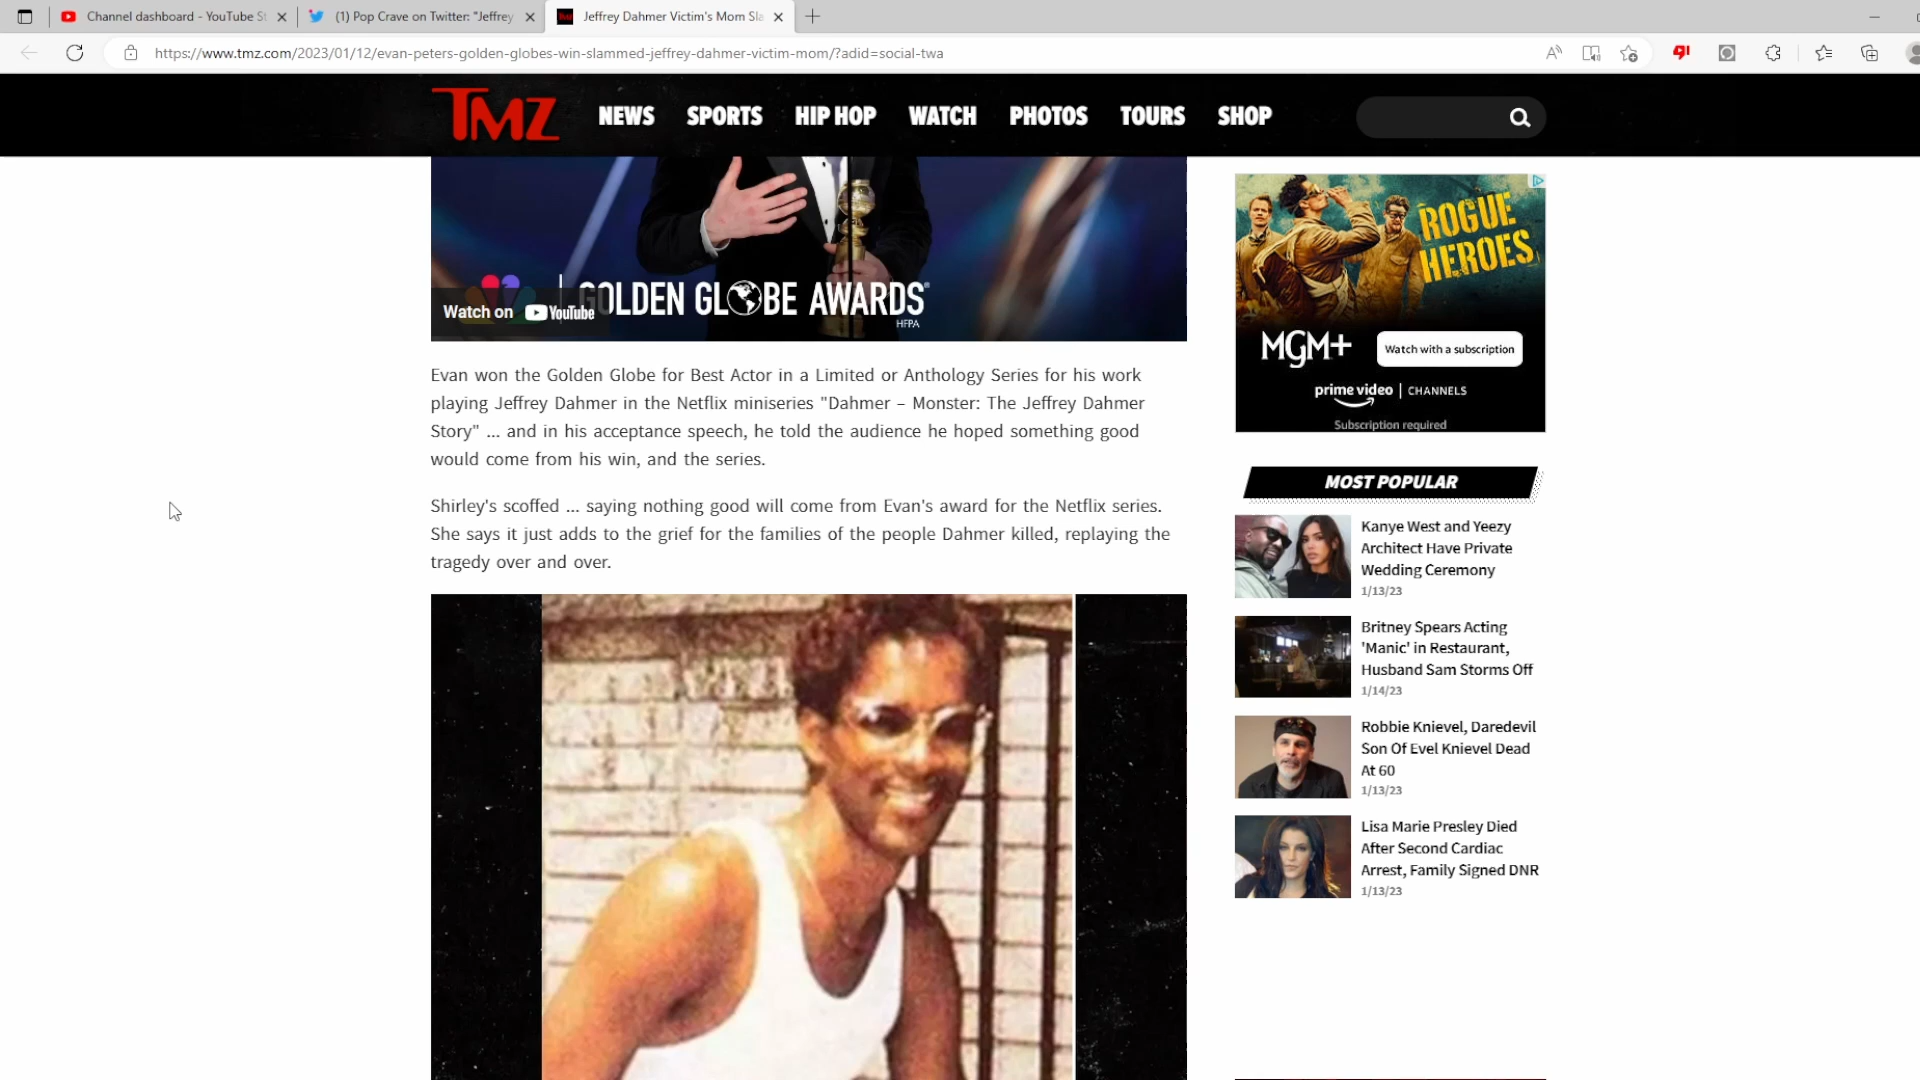 Channel dashboard - YouTube St
(1) Pop Crave on Twitter: "Jeffrey
Jeffrey Dahmer Victim's Mom Sla
https://www.tmz.com/2023/01/12/evan-peters-golden-globes-win-slammed-jeffrey-dahmer-victim-mom/?adid=social-twa
TMZ
NEWS SPORTS HIP HOP WATCH PHOTOS TOURS SHOP
Watch on YouTube
GOLDEN GLOBE AWARDS
HFPA
Evan won the Golden Globe for Best Actor in a Limited or Anthology Series for his work
playing Jeffrey Dahmer in the Netflix miniseries "Dahmer – Monster: The Jeffrey Dahmer
Story" ... and in his acceptance speech, he told the audience he hoped something good
would come from his win, and the series.
Shirley's scoffed ... saying nothing good will come from Evan's award for the Netflix series.
She says it just adds to the grief for the families of the people Dahmer killed, replaying the
tragedy over and over.
ROGUE
HEROES
MGM+
Watch with a subscription
prime video | CHANNELS
Subscription required
MOST POPULAR
Kanye West and Yeezy
Architect Have Private
Wedding Ceremony
1/13/23
Britney Spears Acting
'Manic' in Restaurant,
Husband Sam Storms Off
1/14/23
Robbie Knievel, Daredevil
Son Of Evel Knievel Dead
At 60
1/13/23
Lisa Marie Presley Died
After Second Cardiac
Arrest, Family Signed DNR
1/13/23